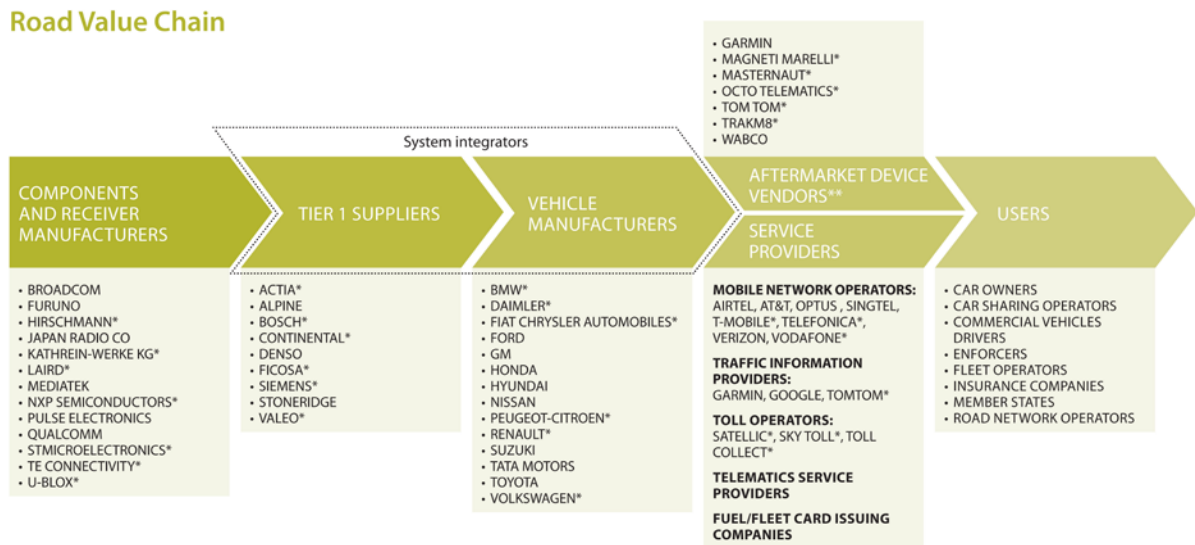 Road Value Chain
• GARMIN
• MAGNETI MARELLI*
• MASTERNAUT*
• OCTO TELEMATICS*
• TOM TOM*
• TRAKM8*
• WABCO
System integrators
COMPONENTS
AND RECEIVER
MANUFACTURERS
TIER 1 SUPPLIERS
VEHICLE
MANUFACTURERS
AFTERMARKET DEVICE
VENDORS**
SERVICE
PROVIDERS
USERS
• BROADCOM
• FURUNO
• HIRSCHMANN*
• JAPAN RADIO CO
• KATHREIN-WERKE KG*
• LAIRD*
• MEDIATEK
• NXP SEMICONDUCTORS*
• PULSE ELECTRONICS
• QUALCOMM
• STMICROELECTRONICS*
• TE CONNECTIVITY*
• U-BLOX*
• ACTIA*
• ALPINE
• BOSCH*
• CONTINENTAL*
• DENSO
• FICOSA*
• SIEMENS*
• STONERIDGE
• VALEO*
• BMW*
• DAIMLER*
• FIAT CHRYSLER AUTOMOBILES*
• FORD
• GM
• HONDA
• HYUNDAI
• NISSAN
• PEUGEOT-CITROEN*
• RENAULT*
• SUZUKI
• TATA MOTORS
• TOYOTA
• VOLKSWAGEN*
MOBILE NETWORK OPERATORS:
AIRTEL, AT&T, OPTUS , SINGTEL,
T-MOBILE*, TELEFONICA*,
VERIZON, VODAFONE*
TRAFFIC INFORMATION
PROVIDERS:
GARMIN, GOOGLE, TOMTOM*
TOLL OPERATORS:
SATELLIC*, SKY TOLL*, TOLL
COLLECT*
TELEMATICS SERVICE
PROVIDERS
FUEL/FLEET CARD ISSUING
COMPANIES
• CAR OWNERS
• CAR SHARING OPERATORS
• COMMERCIAL VEHICLES
DRIVERS
• ENFORCERS
• FLEET OPERATORS
• INSURANCE COMPANIES
• MEMBER STATES
• ROAD NETWORK OPERATORS